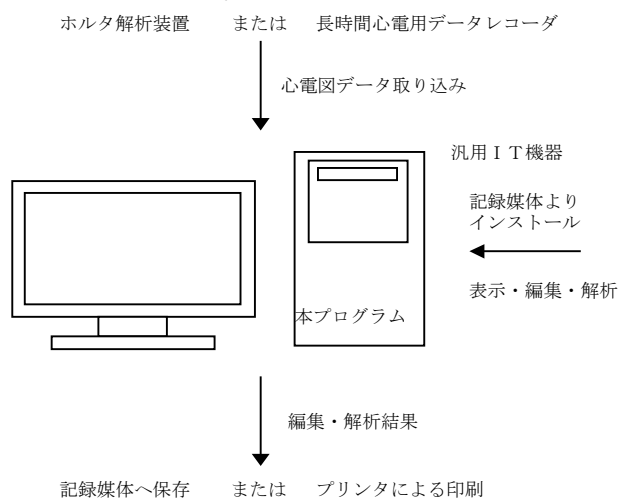 ホルタ解析装置　または　長時間心電用データレコーダ
心電図データ取り込み
汎用ＩＴ機器
記録媒体より
インストール
表示・編集・解析
本プログラム
編集・解析結果
記録媒体へ保存　または　プリンタによる印刷